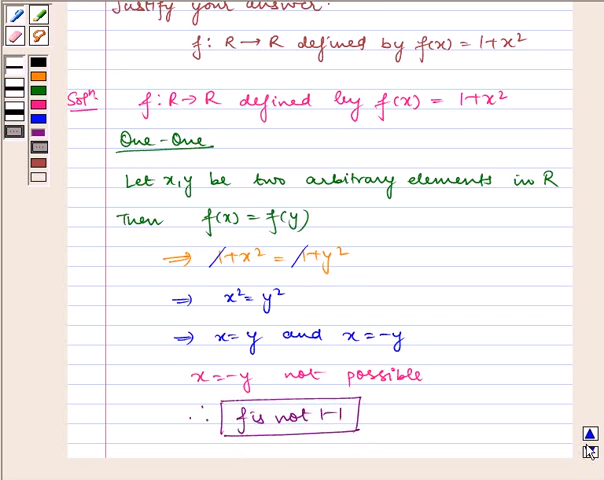 Justify your answer.
f: R → R defined by f(x) = 1+x²
Solⁿ f: R → R defined by f(x) = 1+x²
One-One
Let x, y be two arbitrary elements in R
Then f(x) = f(y)
⇒ 1+x² = 1+y²
⇒ x² = y²
⇒ x = y and x = -y
x = -y not possible
∴ f is not 1-1